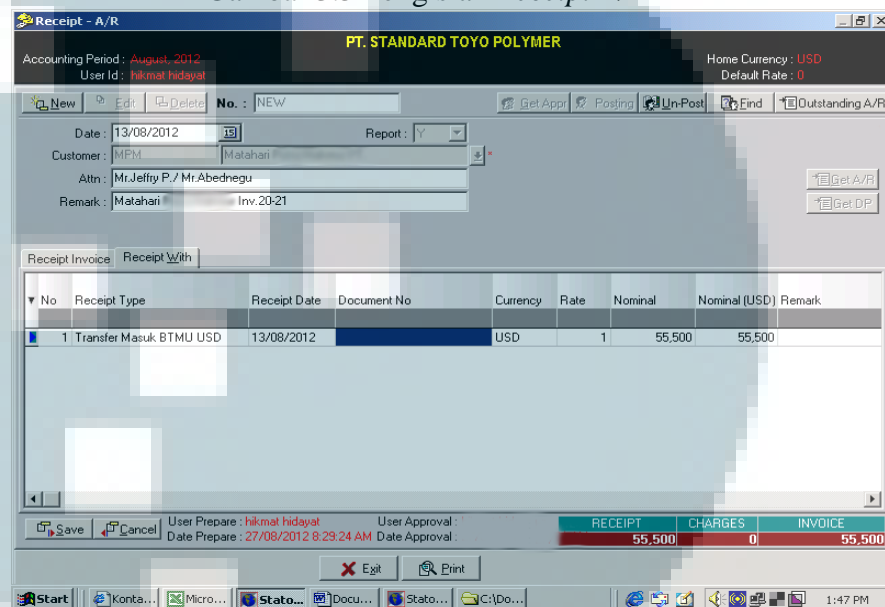 Receipt - A/R
PT. STANDARD TOYO POLYMER
Accounting Period : August, 2012
Home Currency : USD
User Id : hikmat hidayat
Default Rate : 0
New Edit Delete No. : NEW Get Appr Posting Un-Post Find Outstanding A/R
Date : 13/08/2012 15 Report : Y
Customer : MPM Matahari *
Attn : Mr.Jeffry P./ Mr.Abednegu Get A/R
Remark : Matahari Inv.20-21 Get DP
Receipt Invoice Receipt With
No Receipt Type Receipt Date Document No Currency Rate Nominal Nominal (USD) Remark
1 Transfer Masuk BTMU USD 13/08/2012 USD 1 55,500 55,500
Save Cancel User Prepare : hikmat hidayat User Approval : RECEIPT CHARGES INVOICE
Date Prepare : 27/08/2012 8:29:24 AM Date Approval : 55,500 0 55,500
Exit Print
Start Konta... Micro... Stato... Docu... Stato... C:\Do... 1:47 PM